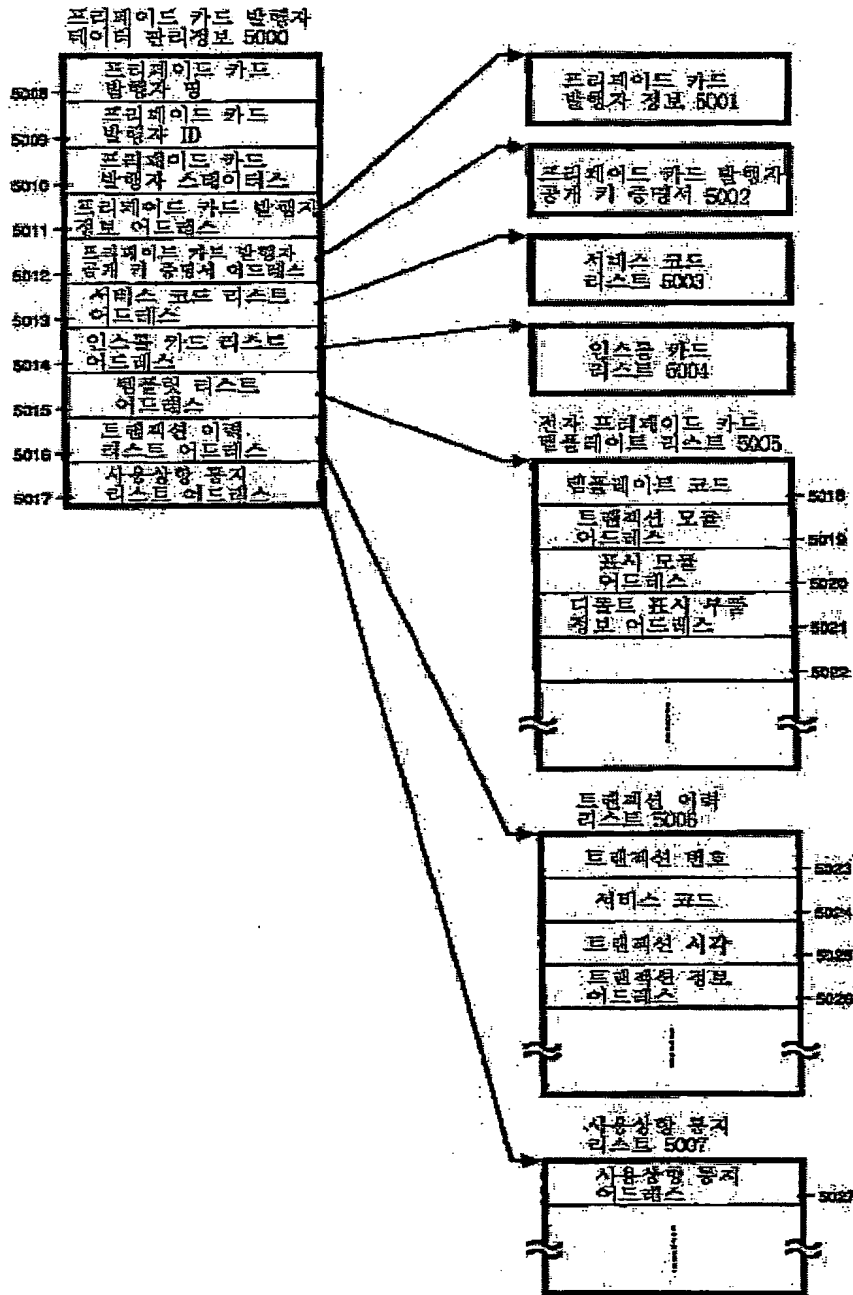 프리페이드 카드 발행자
데이터 관리정보 5000
프리페이드 카드
발행자 명
5008
프리페이드 카드
발행자 ID
5009
프리페이드 카드
발행자 스테이터스
5010
프리페이드 카드 발행자
정보 어드레스
5011
프리페이드 카드 발행자
공개 키 증명서 어드레스
5012
서비스 코드 리스트
어드레스
5013
인스톨 카드 리스트
어드레스
5014
템플릿 리스트
어드레스
5015
트랜잭션 이력
리스트 어드레스
5016
사용상황 통지
리스트 어드레스
5017
프리페이드 카드
발행자 정보 5001
프리페이드 카드 발행자
공개 키 증명서 5002
서비스 코드
리스트 5003
인스톨 카드
리스트 5004
전자 프리페이드 카드
템플레이트 리스트 5005
템플레이트 코드
5018
트랜잭션 모듈
어드레스
5019
표시 모듈
어드레스
5020
디폴트 표시 부품
정보 어드레스
5021
5022
트랜잭션 이력
리스트 5006
트랜잭션 번호
5023
서비스 코드
5024
트랜잭션 시각
5025
트랜잭션 정보
어드레스
5026
사용상황 통지
리스트 5007
사용상황 통지
어드레스
5027